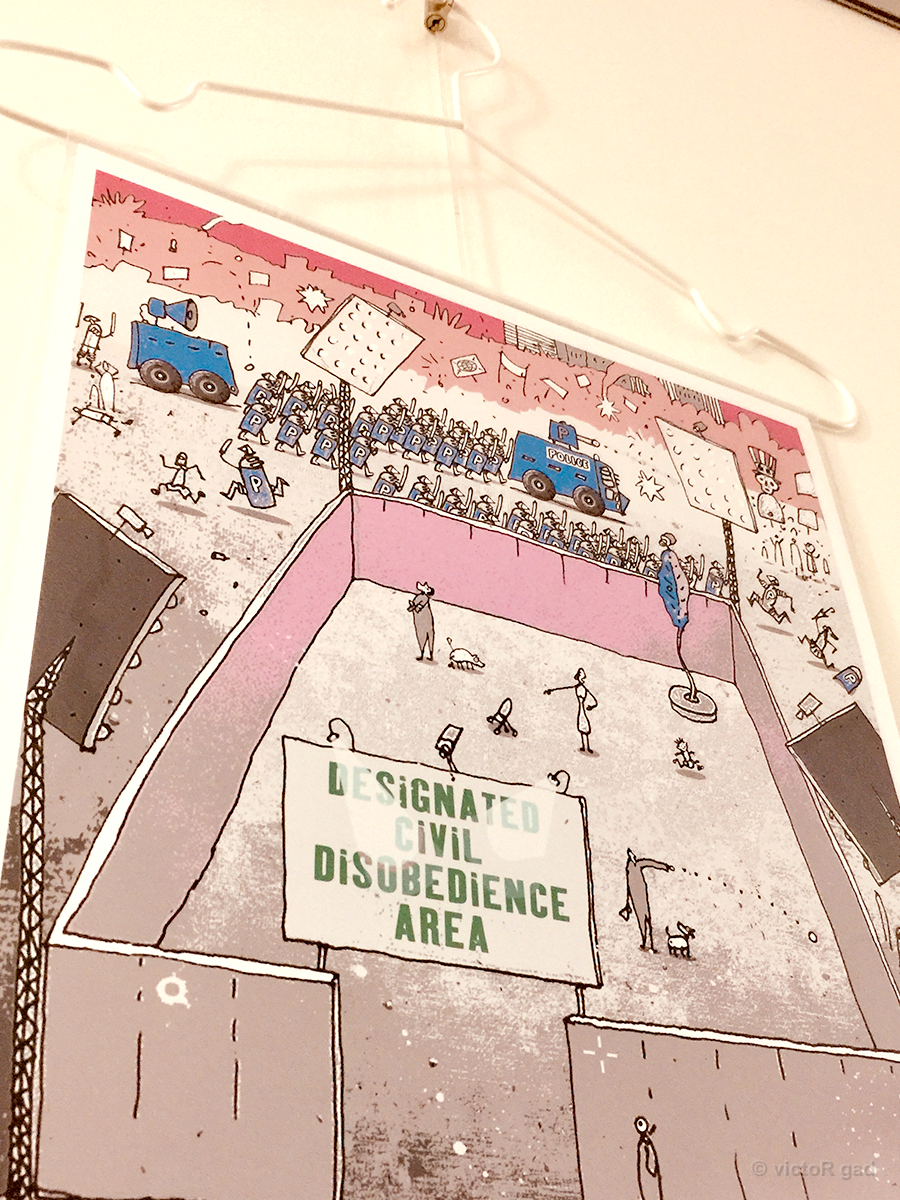 P
P P P
P P P P P P P
POLICE
P
DESiGNATED
CiViL
DiSOBEDiENCE
AREA
© victoR gad